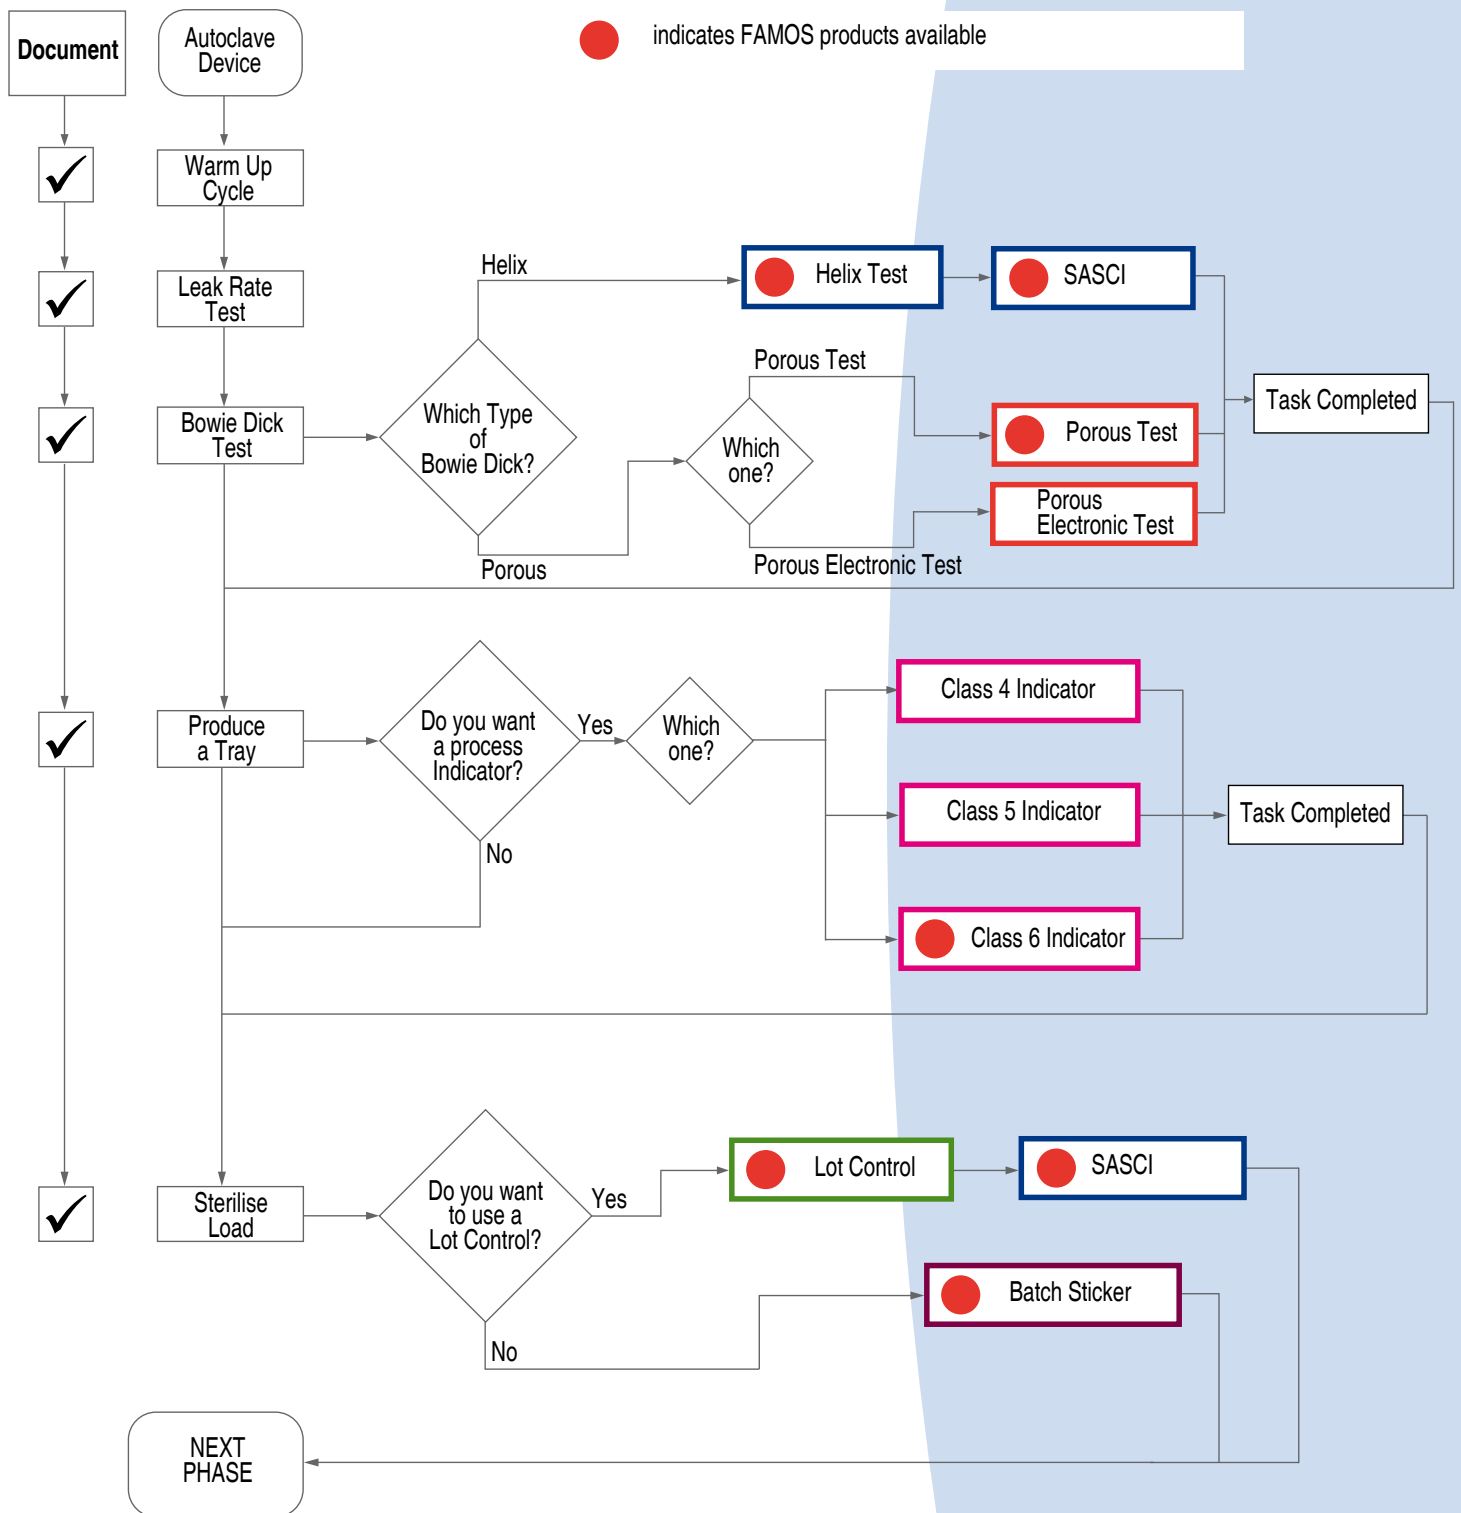 Document
Autoclave
Device
indicates FAMOS products available
Warm Up
Cycle
Leak Rate
Test
Helix
Helix Test
SASCI
Bowie Dick
Test
Which Type
of
Bowie Dick?
Porous
Which
one?
Porous Test
Porous Test
Porous Electronic Test
Porous
Electronic Test
Task Completed
Produce
a Tray
Do you want
a process
Indicator?
Yes
No
Which
one?
Class 4 Indicator
Class 5 Indicator
Class 6 Indicator
Task Completed
Sterilise
Load
Do you want
to use a
Lot Control?
Yes
No
Lot Control
SASCI
Batch Sticker
NEXT
PHASE